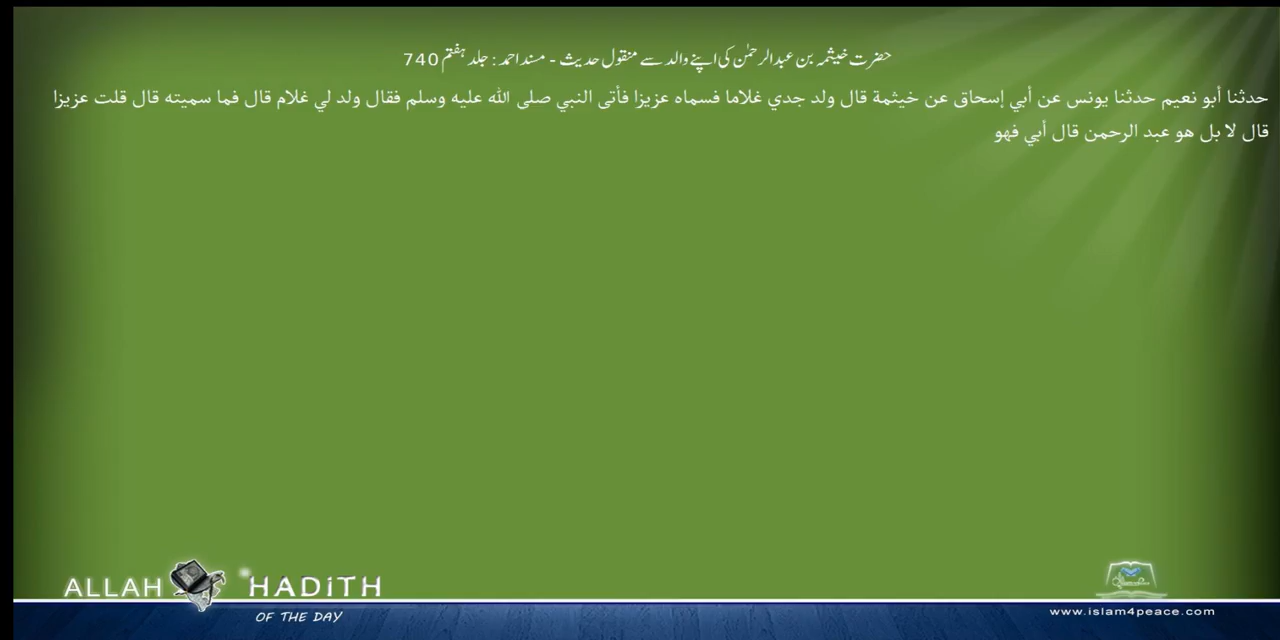 حضرت خیثمہ بن عبدالرحمٰن کی اپنے والد سے منقول حدیث - مسند احمد : جلد ہفتم 740
حدثنا أبو نعيم حدثنا يونس عن أبي إسحاق عن خيثمة قال ولد جدي غلاما فسماه عزيزا فأتى النبي صلى الله عليه وسلم فقال ولد لي غلام قال فما سميته قال قلت عزيزا
قال لا بل هو عبد الرحمن قال أبي فهو
ALLAH HADITH
OF THE DAY
www.islam4peace.com